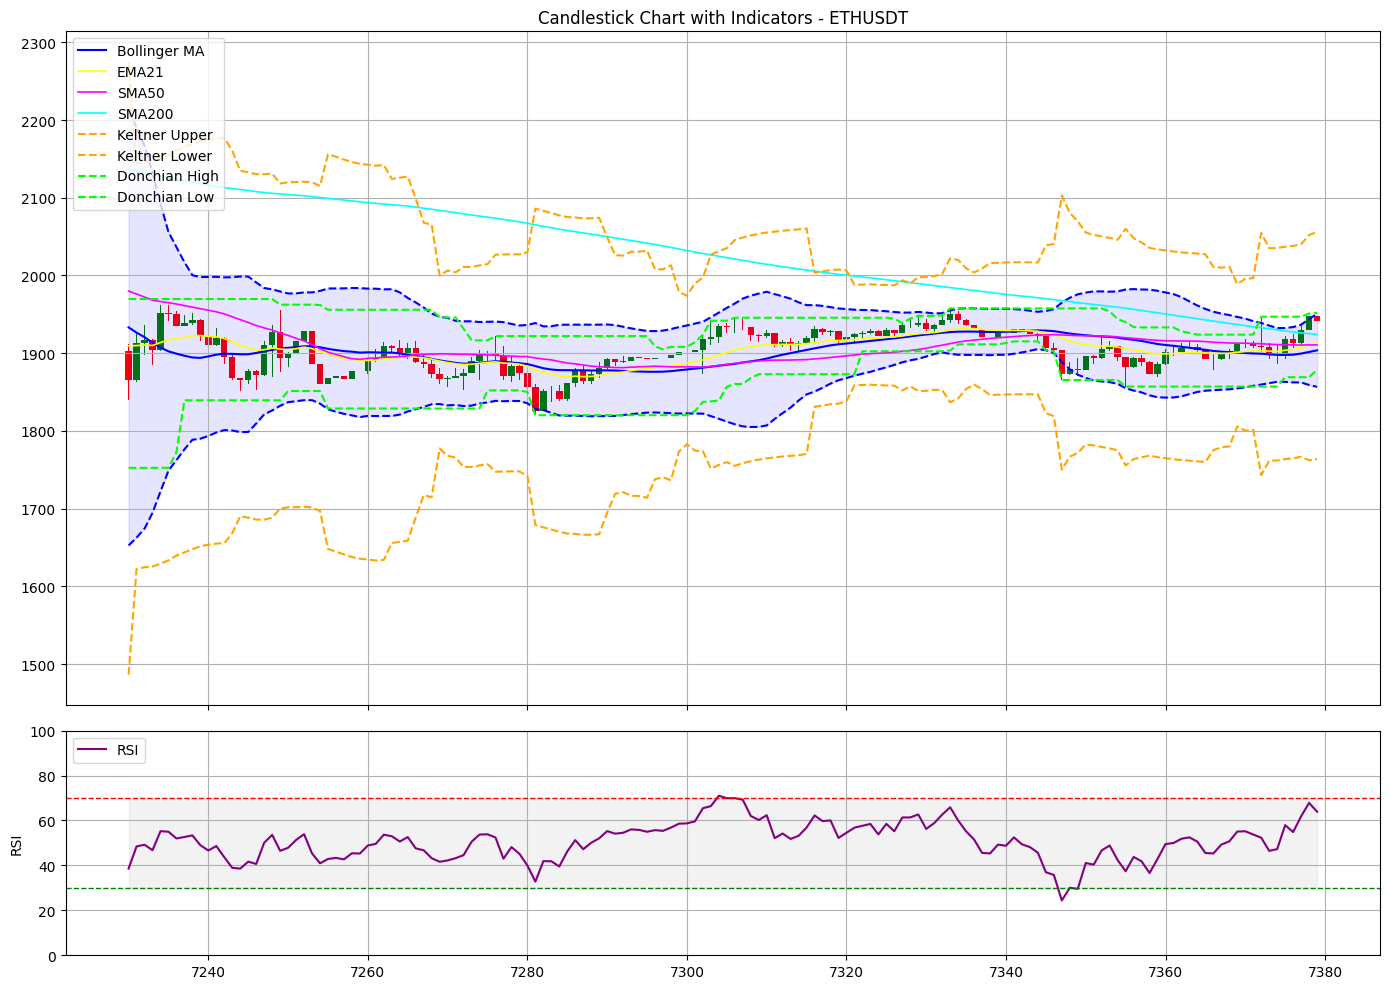 Candlestick Chart with Indicators - ETHUSDT
2300
2200
2100
2000
1900
1800
1700
1600
1500
Bollinger MA
EMA21
SMA50
SMA200
Keltner Upper
Keltner Lower
Donchian High
Donchian Low
100
80
60
40
20
0
RSI
RSI
7240 7260 7280 7300 7320 7340 7360 7380